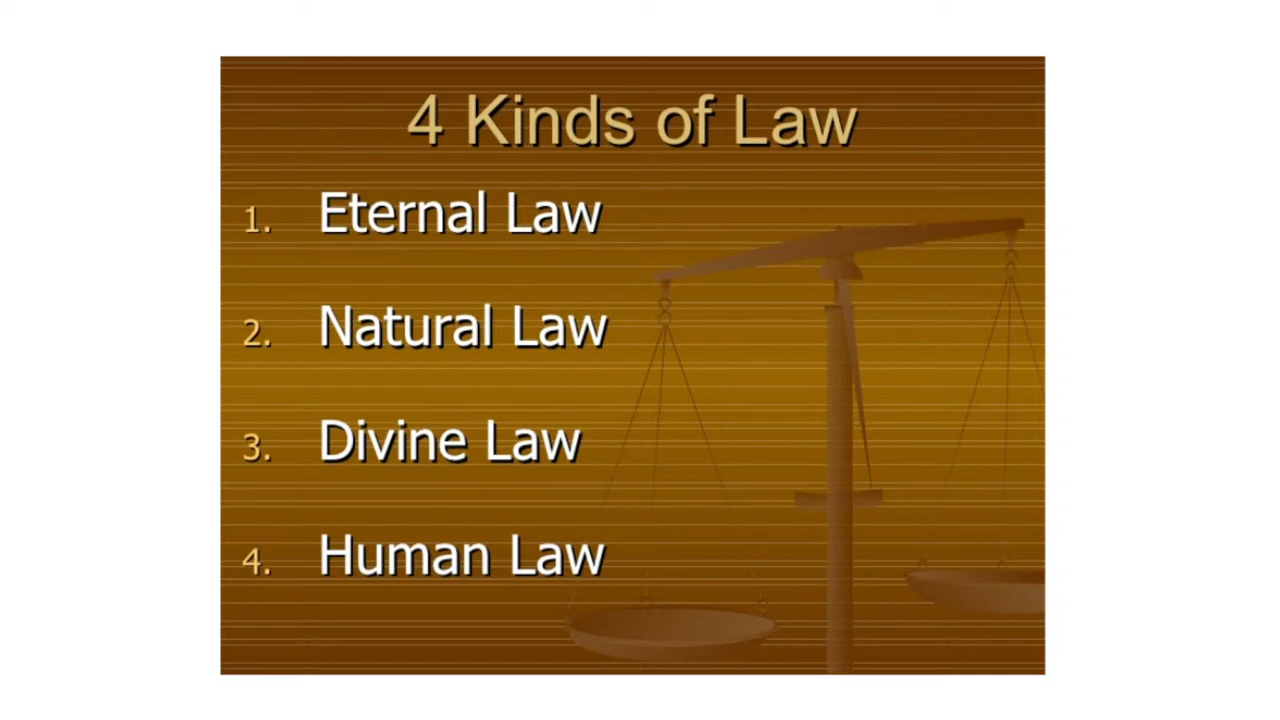 4 Kinds of Law
1. Eternal Law
2. Natural Law
3. Divine Law
4. Human Law